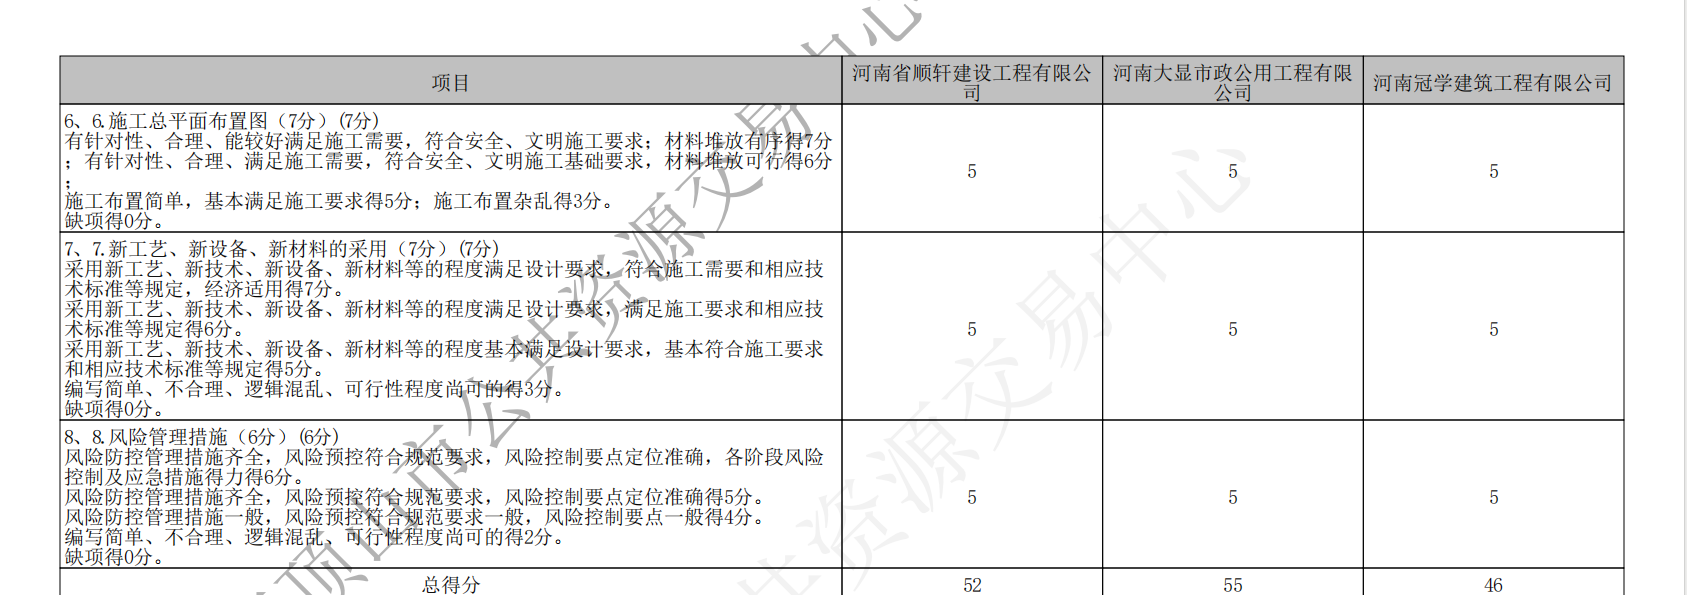 项目
河南省顺轩建设工程有限公
司
河南大显市政公用工程有限
公司
河南冠学建筑工程有限公司
6、6.施工总平面布置图（7分）(7分)
有针对性、合理、能较好满足施工需要，符合安全、文明施工要求；材料堆放有序得7分
；有针对性、合理、满足施工需要，符合安全、文明施工基础要求，材料堆放可行得6分
；
施工布置简单，基本满足施工要求得5分；施工布置杂乱得3分。
缺项得0分。
5
5
5
7、7.新工艺、新设备、新材料的采用（7分）(7分)
采用新工艺、新技术、新设备、新材料等的程度满足设计要求，符合施工需要和相应技
术标准等规定，经济适用得7分。
采用新工艺、新技术、新设备、新材料等的程度满足设计要求，满足施工要求和相应技
术标准等规定得6分。
采用新工艺、新技术、新设备、新材料等的程度基本满足设计要求，基本符合施工要求
和相应技术标准等规定得5分。
编写简单、不合理、逻辑混乱、可行性程度尚可的得3分。
缺项得0分。
5
5
5
8、8.风险管理措施（6分）(6分)
风险防控管理措施齐全，风险预控符合规范要求，风险控制要点定位准确，各阶段风险
控制及应急措施得力得6分。
风险防控管理措施齐全，风险预控符合规范要求，风险控制要点定位准确得5分。
风险防控管理措施一般，风险预控符合规范要求一般，风险控制要点一般得4分。
编写简单、不合理、逻辑混乱、可行性程度尚可的得2分。
缺项得0分。
5
5
5
总得分
52
55
46
顶山市公共资源交易中心
共资源交易中心